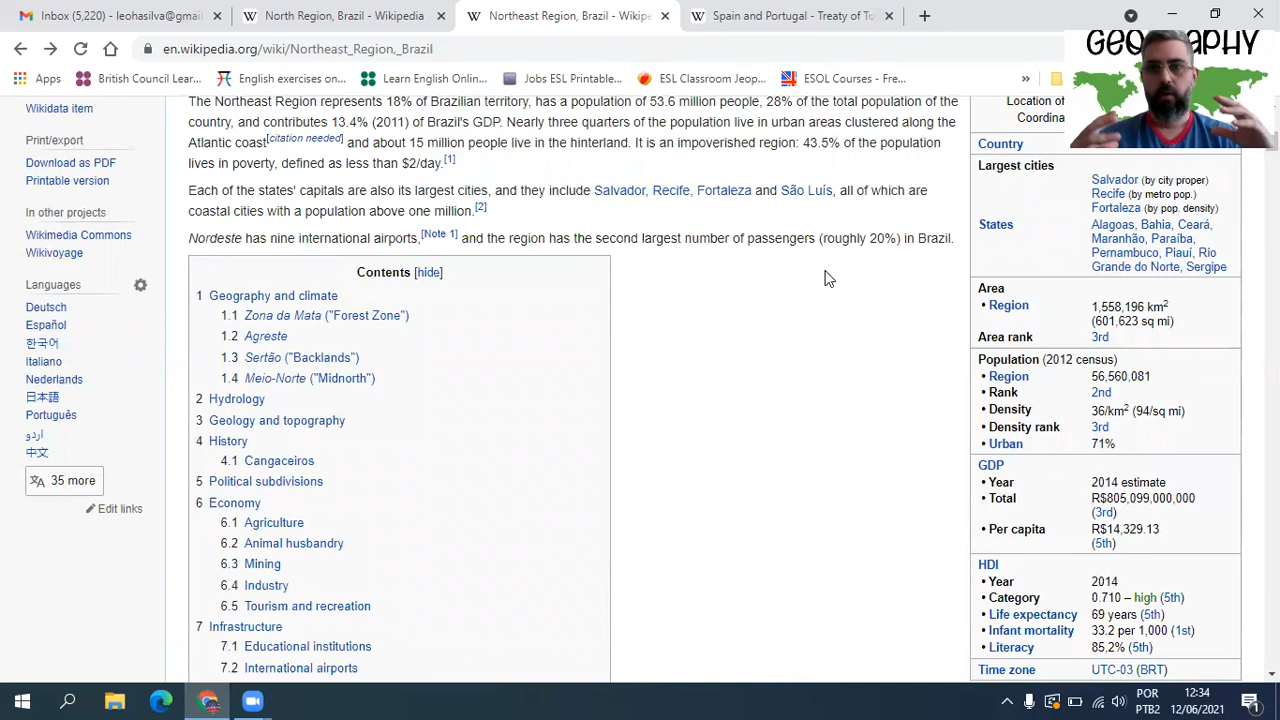 Inbox (5,220) - leohasilva@gmail
North Region, Brazil - Wikipedia
Northeast Region, Brazil - Wikipe
Spain and Portugal - Treaty of To
en.wikipedia.org/wiki/Northeast_Region,_Brazil
Apps
British Council Lear...
English exercises on...
Learn English Onlin...
Jobs ESL Printable...
ESL Classroom Jeop...
ESOL Courses - Fre...
»
GEOGRAPHY
Wikidata item
Print/export
Download as PDF
Printable version
In other projects
Wikimedia Commons
Wikivoyage
Languages
Deutsch
Español
한국어
Italiano
Nederlands
日本語
Português
اردو
中文
35 more
Edit links
The Northeast Region represents 18% of Brazilian territory, has a population of 53.6 million people, 28% of the total population of the
country, and contributes 13.4% (2011) of Brazil's GDP. Nearly three quarters of the population live in urban areas clustered along the
Atlantic coast[citation needed] and about 15 million people live in the hinterland. It is an impoverished region: 43.5% of the population
lives in poverty, defined as less than $2/day.[1]
Each of the states' capitals are also its largest cities, and they include Salvador, Recife, Fortaleza and São Luís, all of which are
coastal cities with a population above one million.[2]
Nordeste has nine international airports,[Note 1] and the region has the second largest number of passengers (roughly 20%) in Brazil.
Contents [hide]
1 Geography and climate
1.1 Zona da Mata ("Forest Zone")
1.2 Agreste
1.3 Sertão ("Backlands")
1.4 Meio-Norte ("Midnorth")
2 Hydrology
3 Geology and topography
4 History
4.1 Cangaceiros
5 Political subdivisions
6 Economy
6.1 Agriculture
6.2 Animal husbandry
6.3 Mining
6.4 Industry
6.5 Tourism and recreation
7 Infrastructure
7.1 Educational institutions
7.2 International airports
Location of
Coordina
Country
Largest cities
Salvador (by city proper)
Recife (by metro pop.)
Fortaleza (by pop. density)
States
Alagoas, Bahia, Ceará,
Maranhão, Paraíba,
Pernambuco, Piauí, Rio
Grande do Norte, Sergipe
Area
• Region 1,558,196 km2
(601,623 sq mi)
Area rank 3rd
Population (2012 census)
• Region 56,560,081
• Rank 2nd
• Density 36/km2 (94/sq mi)
• Density rank 3rd
• Urban 71%
GDP
• Year 2014 estimate
• Total R$805,099,000,000
(3rd)
• Per capita R$14,329.13
(5th)
HDI
• Year 2014
• Category 0.710 – high (5th)
• Life expectancy 69 years (5th)
• Infant mortality 33.2 per 1,000 (1st)
• Literacy 85,2% (5th)
Time zone UTC-03 (BRT)
POR
PTB2
12:34
12/06/2021
1